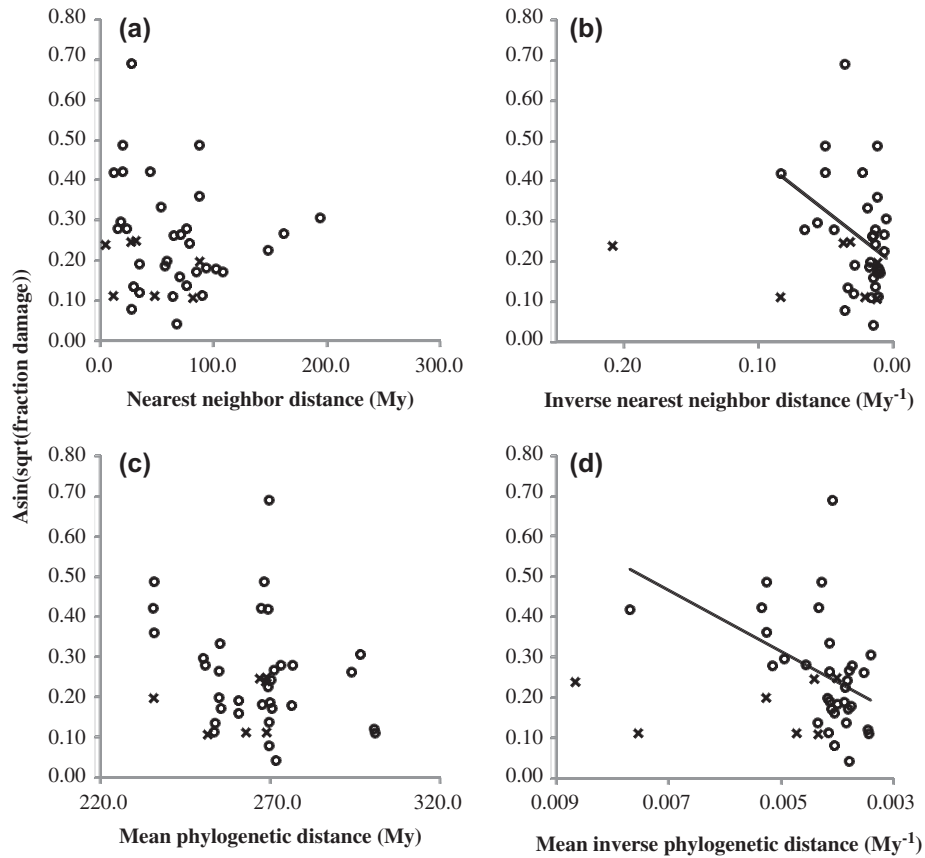 Asin(sqrt(fraction damage))
(a)
0.80
0.70
0.60
0.50
0.40
0.30
0.20
0.10
0.00
0.0 100.0 200.0 300.0
Nearest neighbor distance (My)
(b)
0.80
0.70
0.60
0.50
0.40
0.30
0.20
0.10
0.00
0.20 0.10 0.00
Inverse nearest neighbor distance (My-1)
(c)
0.80
0.70
0.60
0.50
0.40
0.30
0.20
0.10
0.00
220.0 270.0 320.0
Mean phylogenetic distance (My)
(d)
0.80
0.70
0.60
0.50
0.40
0.30
0.20
0.10
0.00
0.009 0.007 0.005 0.003
Mean inverse phylogenetic distance (My-1)